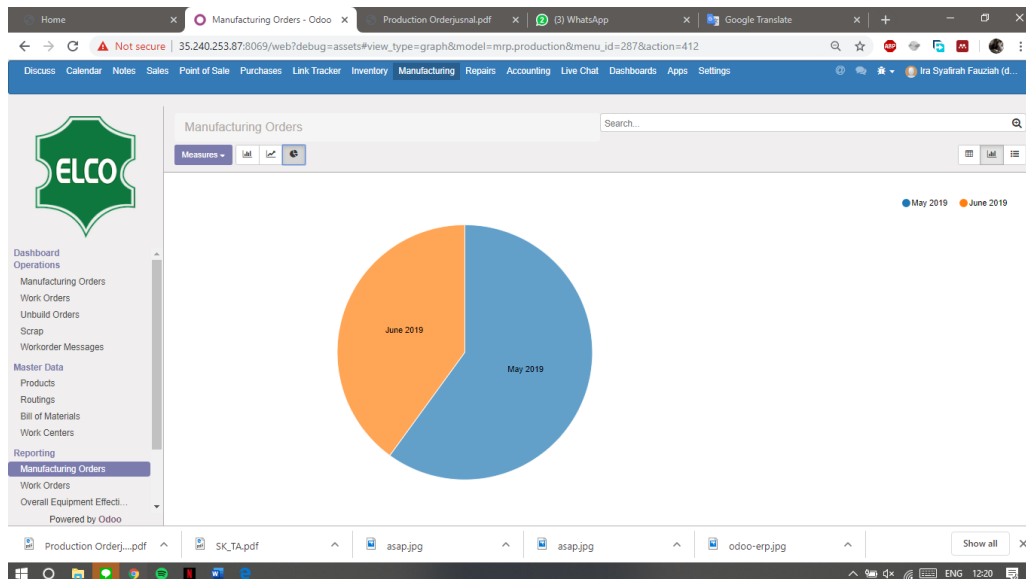 Home
Manufacturing Orders - Odoo
Production Orderjusnal.pdf
(3) WhatsApp
Google Translate
Not secure | 35.240.253.87:8069/web?debug=assets#view_type=graph&model=mrp.production&menu_id=287&action=412
ABP
Discuss Calendar Notes Sales Point of Sale Purchases Link Tracker Inventory Manufacturing Repairs Accounting Live Chat Dashboards Apps Settings
Ira Syafirah Fauziah (d...
ELCO
Manufacturing Orders
Search...
Measures
May 2019 June 2019
June 2019
May 2019
Dashboard
Operations
Manufacturing Orders
Work Orders
Unbuild Orders
Scrap
Workorder Messages
Master Data
Products
Routings
Bill of Materials
Work Centers
Reporting
Manufacturing Orders
Work Orders
Overall Equipment Effecti...
Powered by Odoo
Production Orderj....pdf
SK_TA.pdf
asap.jpg
asap.jpg
odoo-erp.jpg
Show all
ENG 12:20